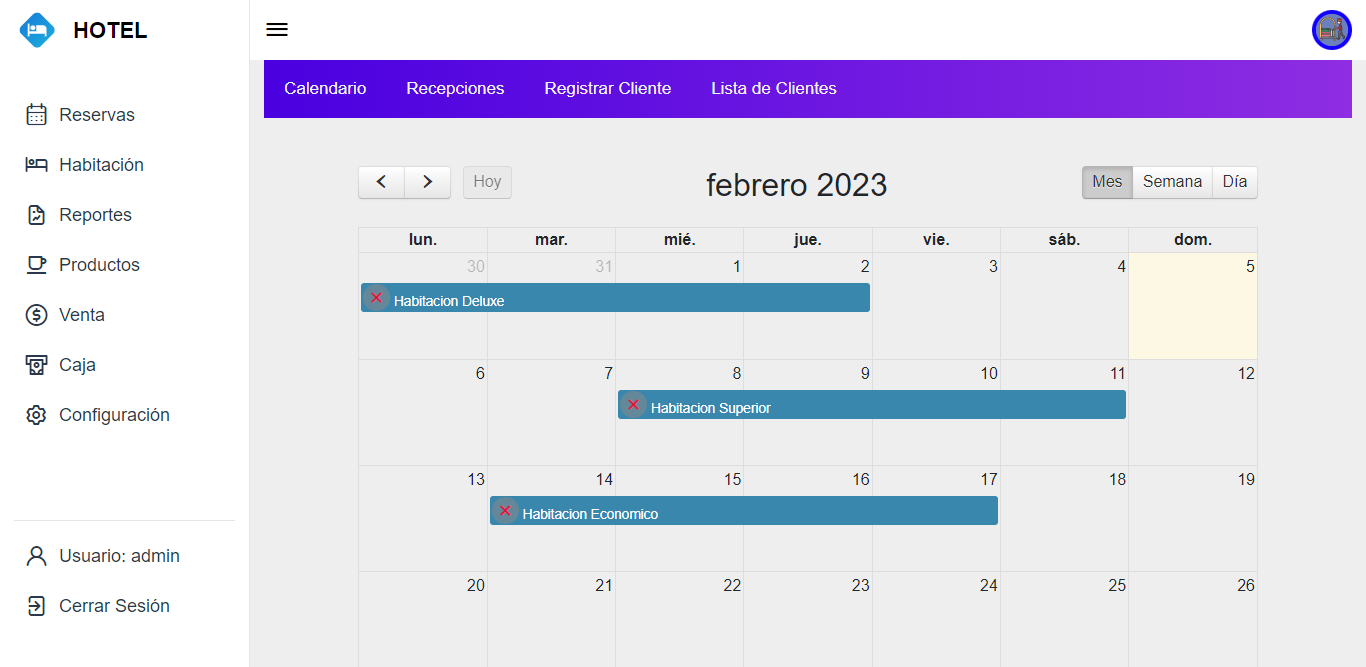 HOTEL
Reservas
Habitación
Reportes
Productos
Venta
Caja
Configuración
Usuario: admin
Cerrar Sesión
Calendario Recepciones Registrar Cliente Lista de Clientes
Hoy febrero 2023 Mes Semana Día
lun. mar. mié. jue. vie. sáb. dom.
30 31 1 2 3 4 5
Habitacion Deluxe
6 7 8 9 10 11 12
Habitacion Superior
13 14 15 16 17 18 19
Habitacion Economico
20 21 22 23 24 25 26